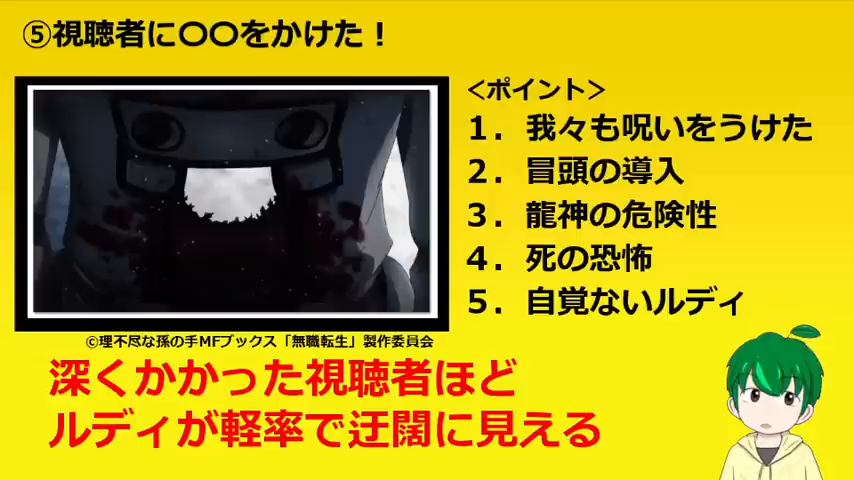 ⑤視聴者に〇〇をかけた！
<ポイント>
１．我々も呪いをうけた
２．冒頭の導入
３．龍神の危険性
４．死の恐怖
５．自覚ないルディ
©理不尽な孫の手MFブックス「無職転生」製作委員会
深くかかった視聴者ほど
ルディが軽率で迂闊に見える